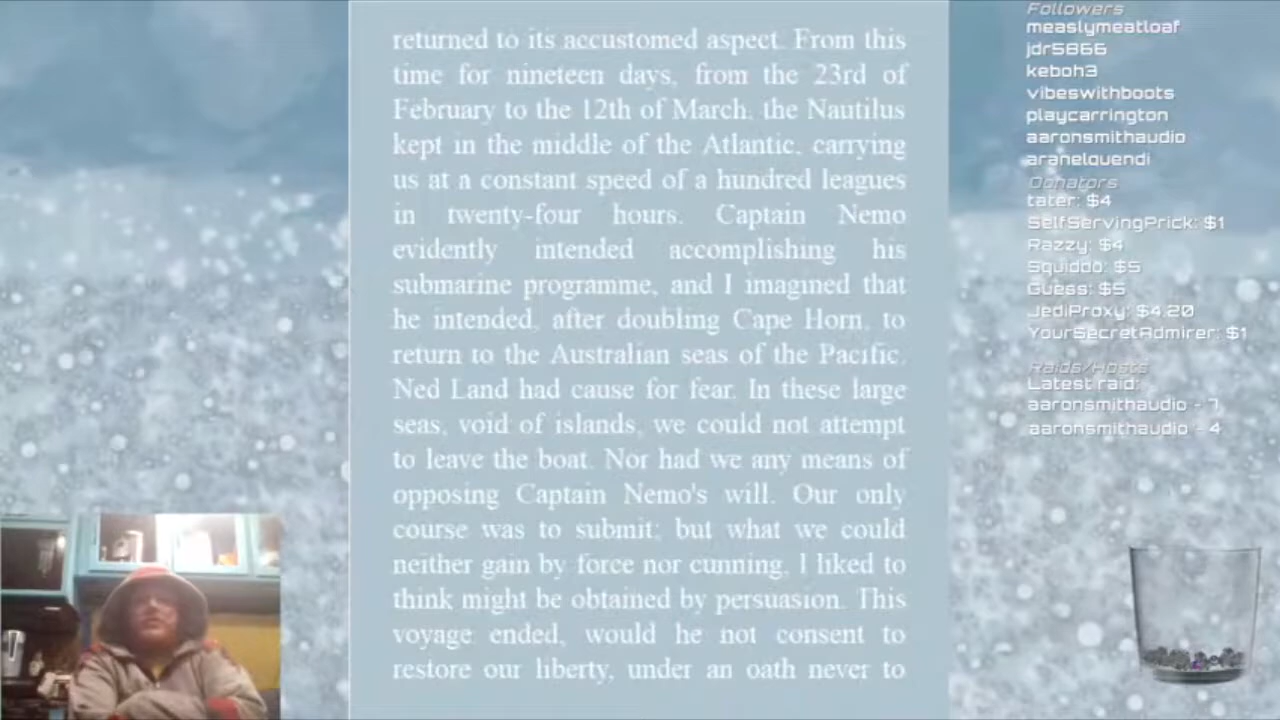 returned to its accustomed aspect. From this
time for nineteen days, from the 23rd of
February to the 12th of March, the Nautilus
kept in the middle of the Atlantic, carrying
us at a constant speed of a hundred leagues
in twenty-four hours. Captain Nemo
evidently intended accomplishing his
submarine programme, and I imagined that
he intended, after doubling Cape Horn, to
return to the Australian seas of the Pacific.
Ned Land had cause for fear. In these large
seas, void of islands, we could not attempt
to leave the boat. Nor had we any means of
opposing Captain Nemo's will. Our only
course was to submit; but what we could
neither gain by force nor cunning, I liked to
think might be obtained by persuasion. This
voyage ended, would he not consent to
restore our liberty, under an oath never to
Followers
measlymeatloaf
jdr5866
keboh3
vibeswithboots
playcarrington
aaronsmithaudio
aranelauendi
Donators
tater: $4
SelfServingPrick: $1
Razzy: $4
Squiddo: $5
Guess: $5
JediProxy: $4.20
YourSecretAdmirer: $1
Raids/Hosts
Latest raid:
aaronsmithaudio - 7
aaronsmithaudio - 4